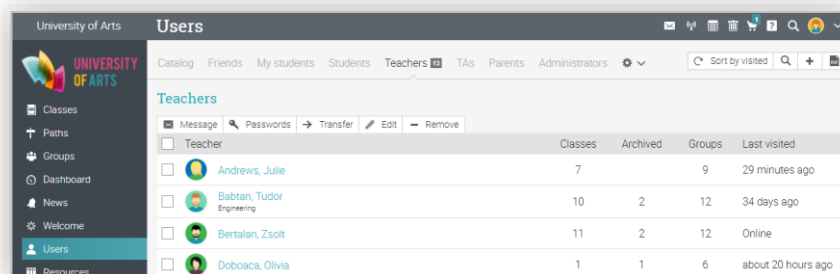 University of Arts
Users
UNIVERSITY
OF ARTS
Catalog Friends My students Students Teachers 13 TAs Parents Administrators
Sort by visited
Teachers
Message Passwords Transfer Edit Remove
Teacher Classes Archived Groups Last visited
Andrews, Julie 7 9 29 minutes ago
Babtan, Tudor 10 2 12 34 days ago
Engineering
Bertalan, Zsolt 11 2 12 Online
Doboaca, Olivia 1 1 6 about 20 hours ago
Classes
Paths
Groups
Dashboard
News
Welcome
Users
Resources